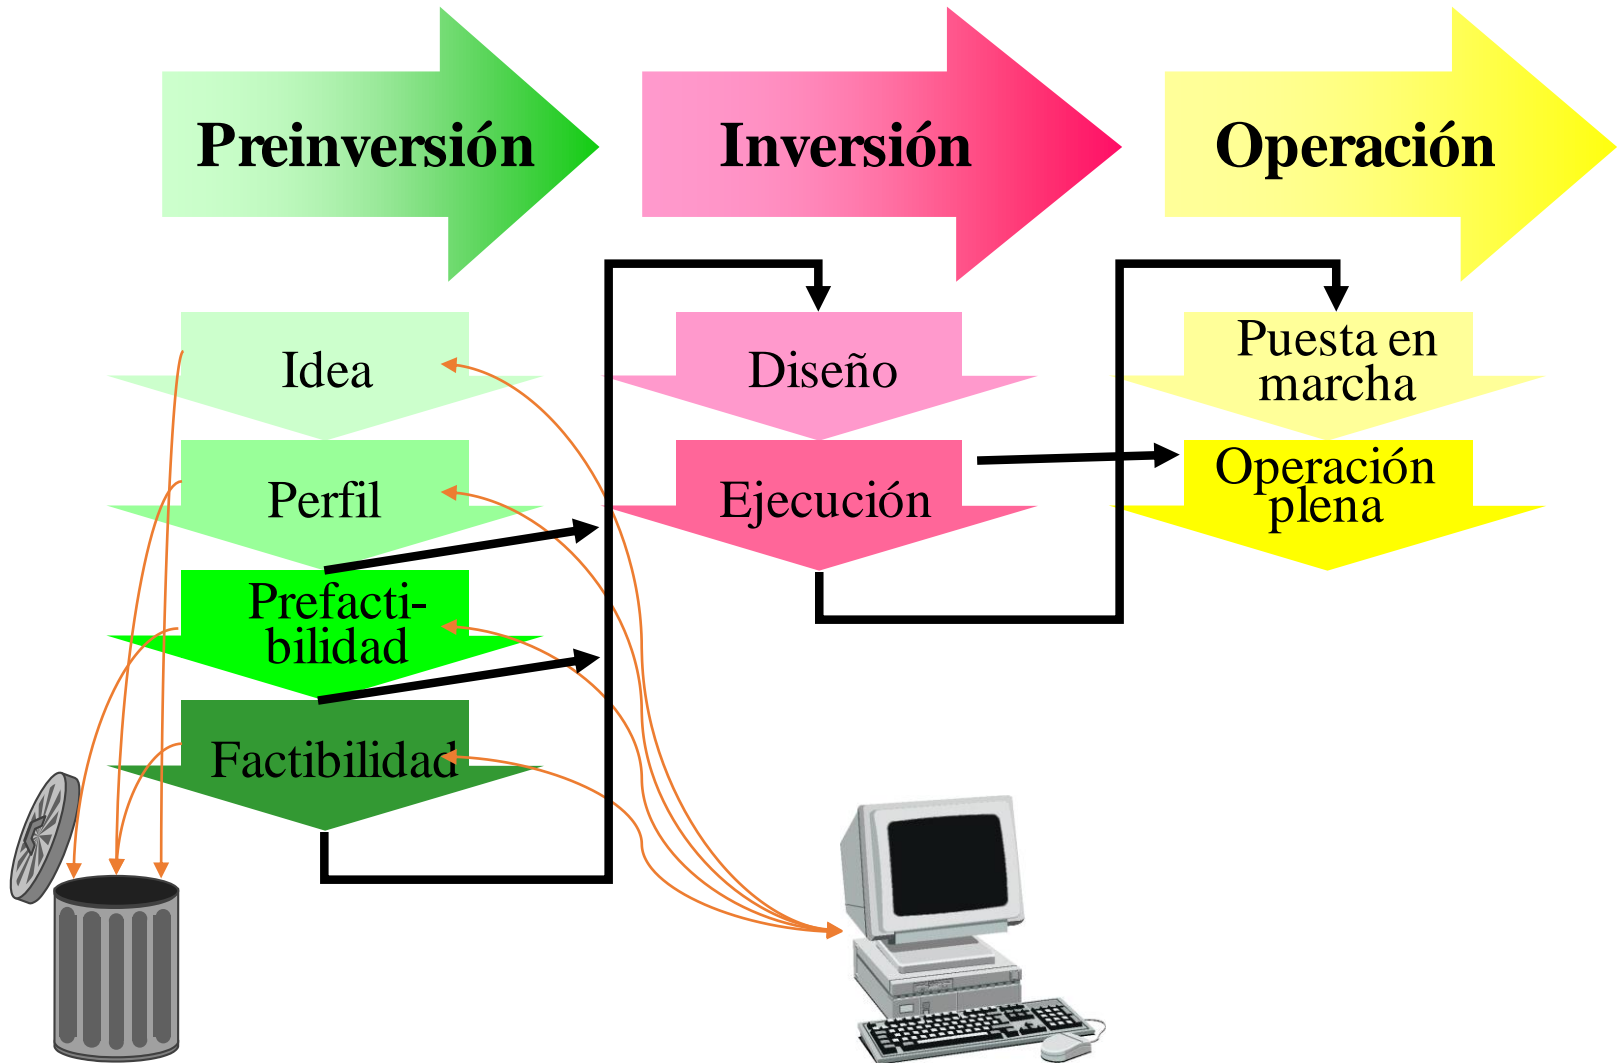 Preinversión
Inversión
Operación
Idea
Perfil
Prefacti-
bilidad
Factibilidad
Diseño
Ejecución
Puesta en
marcha
Operación
plena